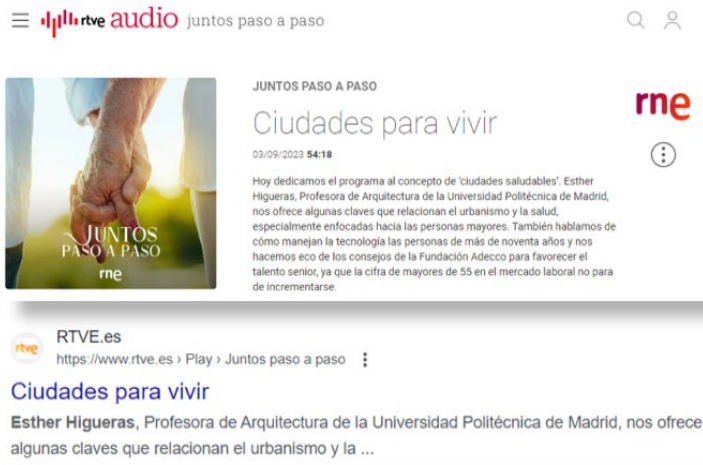 rtve audio juntos paso a paso
JUNTOS PASO A PASO
Ciudades para vivir
03/09/2023 54:18
Hoy dedicamos el programa al concepto de 'ciudades saludables'. Esther
Higueras, Profesora de Arquitectura de la Universidad Politécnica de Madrid,
nos ofrece algunas claves que relacionan el urbanismo y la salud,
especialmente enfocadas hacia las personas mayores. También hablamos de
cómo manejan la tecnología las personas de más de noventa años y nos
hacemos eco de los consejos de la Fundación Adecco para favorecer el
talento senior, ya que la cifra de mayores de 55 en el mercado laboral no para
de incrementarse.
rne
JUNTOS
PASO A PASO
rne
rtve
RTVE.es
https://www.rtve.es › Play › Juntos paso a paso
Ciudades para vivir
Esther Higueras, Profesora de Arquitectura de la Universidad Politécnica de Madrid, nos ofrece
algunas claves que relacionan el urbanismo y la ...